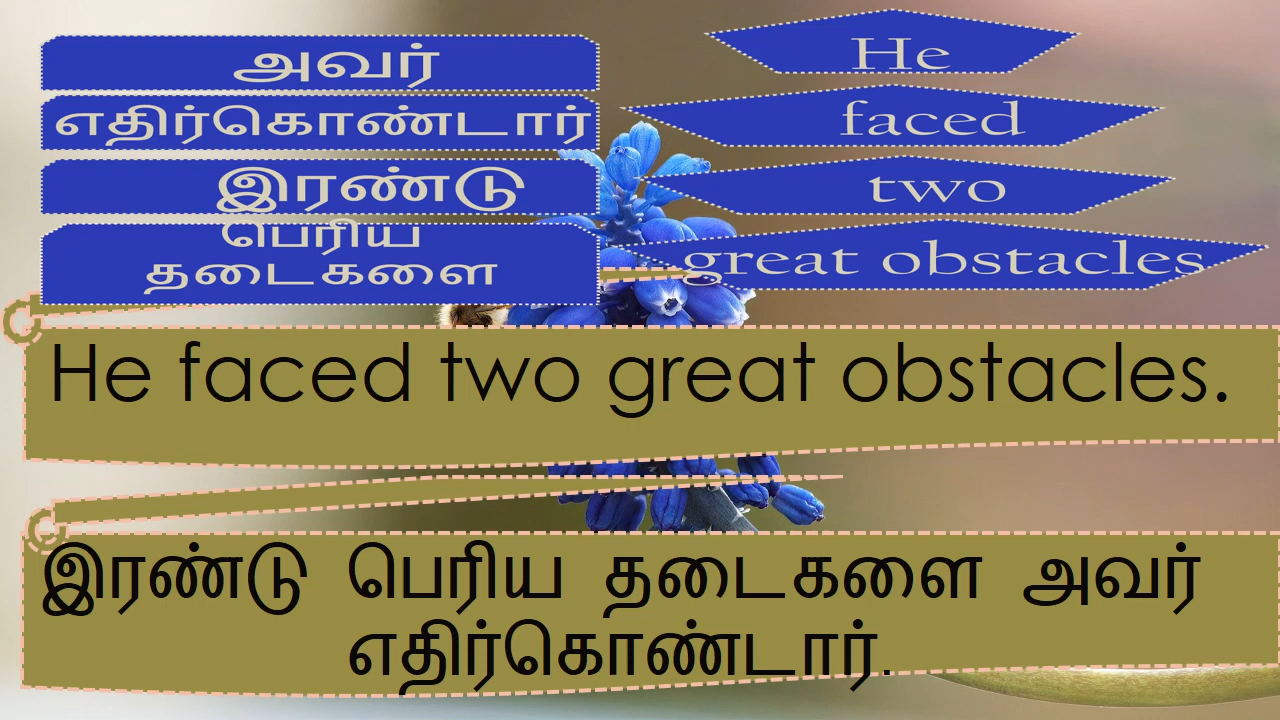 அவர்
He
எதிர்கொண்டார்
faced
இரண்டு
two
பெரிய
தடைகளை
great obstacles
He faced two great obstacles.
இரண்டு பெரிய தடைகளை அவர்
எதிர்கொண்டார்.